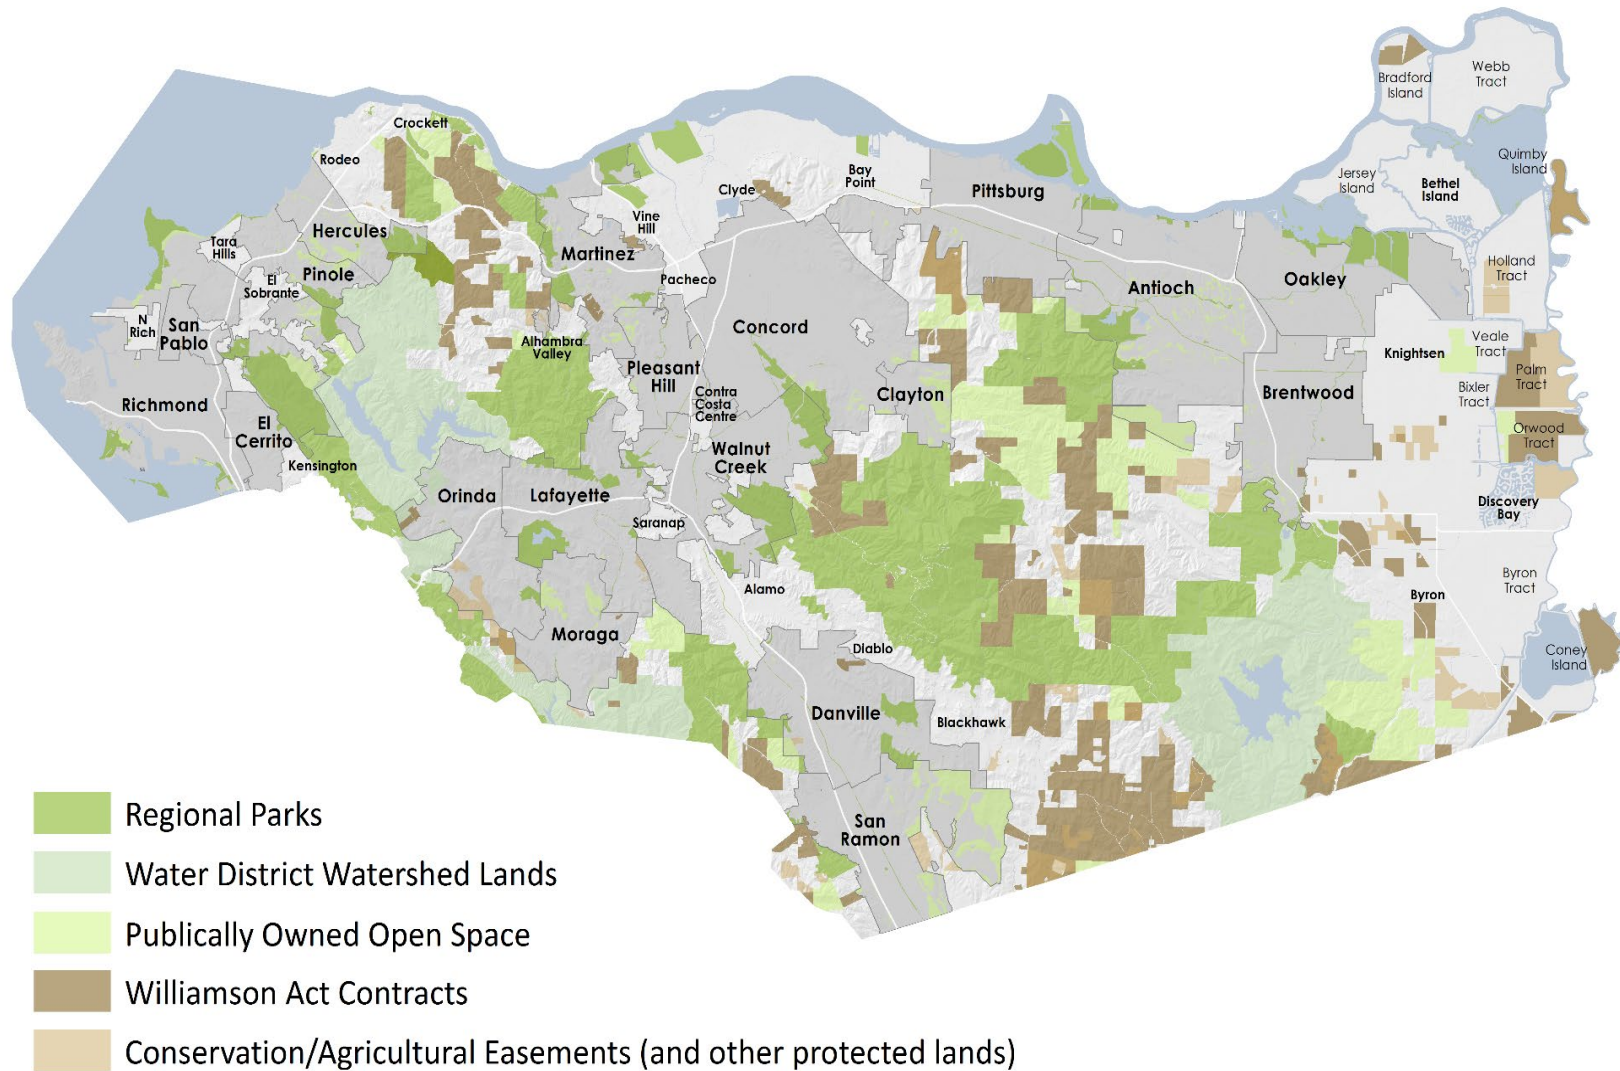 Webb
Tract
Bradford
Island
Crockett
Rodeo
Quimby
Island
Bay
Point
Jersey
Island
Bethel
Island
Clyde
Pittsburg
Vine
Hill
Hercules
Tara
Hills
Martinez
Holland
Tract
Pinole
Pacheco
Oakley
El
Sobrante
Antioch
N
Rich
San
Pablo
Concord
Alhambra
Valley
Veale
Tract
Knightsen
Pleasant
Hill
Palm
Tract
Clayton
Brentwood
Bixler
Tract
Contra
Costa
Centre
Richmond
El
Cerrito
Orwood
Tract
Walnut
Creek
Kensington
Orinda
Lafayette
Discovery
Bay
Saranap
Byron
Tract
Alamo
Byron
Moraga
Diablo
Coney
Island
Danville
Blackhawk
San
Ramon
Regional Parks
Water District Watershed Lands
Publically Owned Open Space
Williamson Act Contracts
Conservation/Agricultural Easements (and other protected lands)